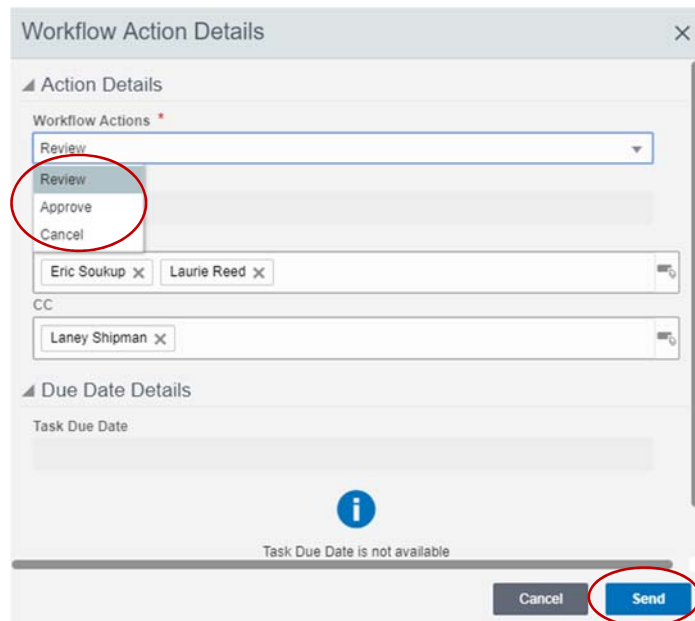 Workflow Action Details
Action Details
Workflow Actions *
Review
Review
Approve
Cancel
Eric Soukup Laurie Reed
CC
Laney Shipman
Due Date Details
Task Due Date
Task Due Date is not available
Cancel Send